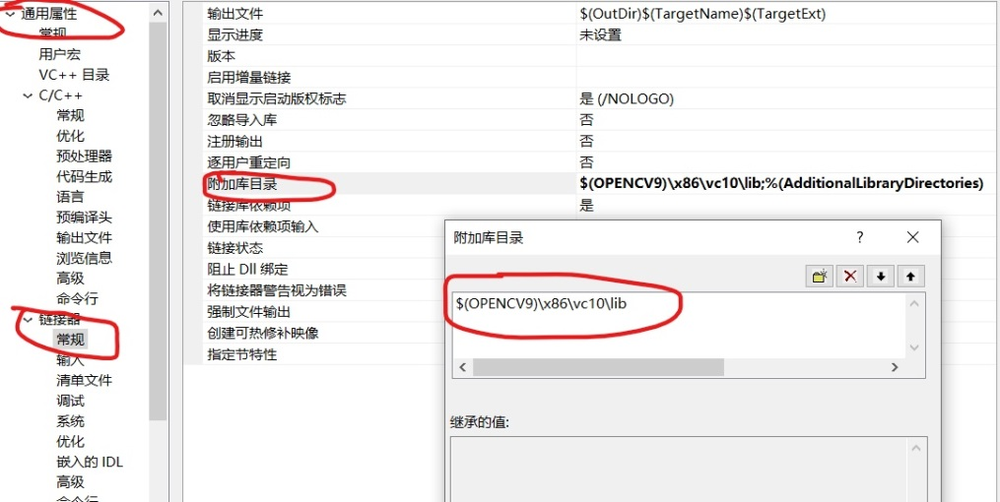 通用属性
常规
用户宏
VC++ 目录
C/C++
常规
优化
预处理器
代码生成
语言
预编译头
输出文件
浏览信息
高级
命令行
链接器
常规
输入
清单文件
调试
系统
优化
嵌入的 IDL
高级
命令行
输出文件 $(OutDir)$(TargetName)$(TargetExt)
显示进度 未设置
版本
启用增量链接
取消显示启动版权标志 是 (/NOLOGO)
忽略导入库 否
注册输出 否
逐用户重定向 否
附加库目录 $(OPENCV9)\x86\vc10\lib;%(AdditionalLibraryDirectories)
链接库依赖项 是
使用库依赖项输入
链接状态
阻止 Dll 绑定
将链接器警告视为错误
强制文件输出
创建可热修补映像
指定节特性
附加库目录 ?
$(OPENCV9)\x86\vc10\lib
继承的值: